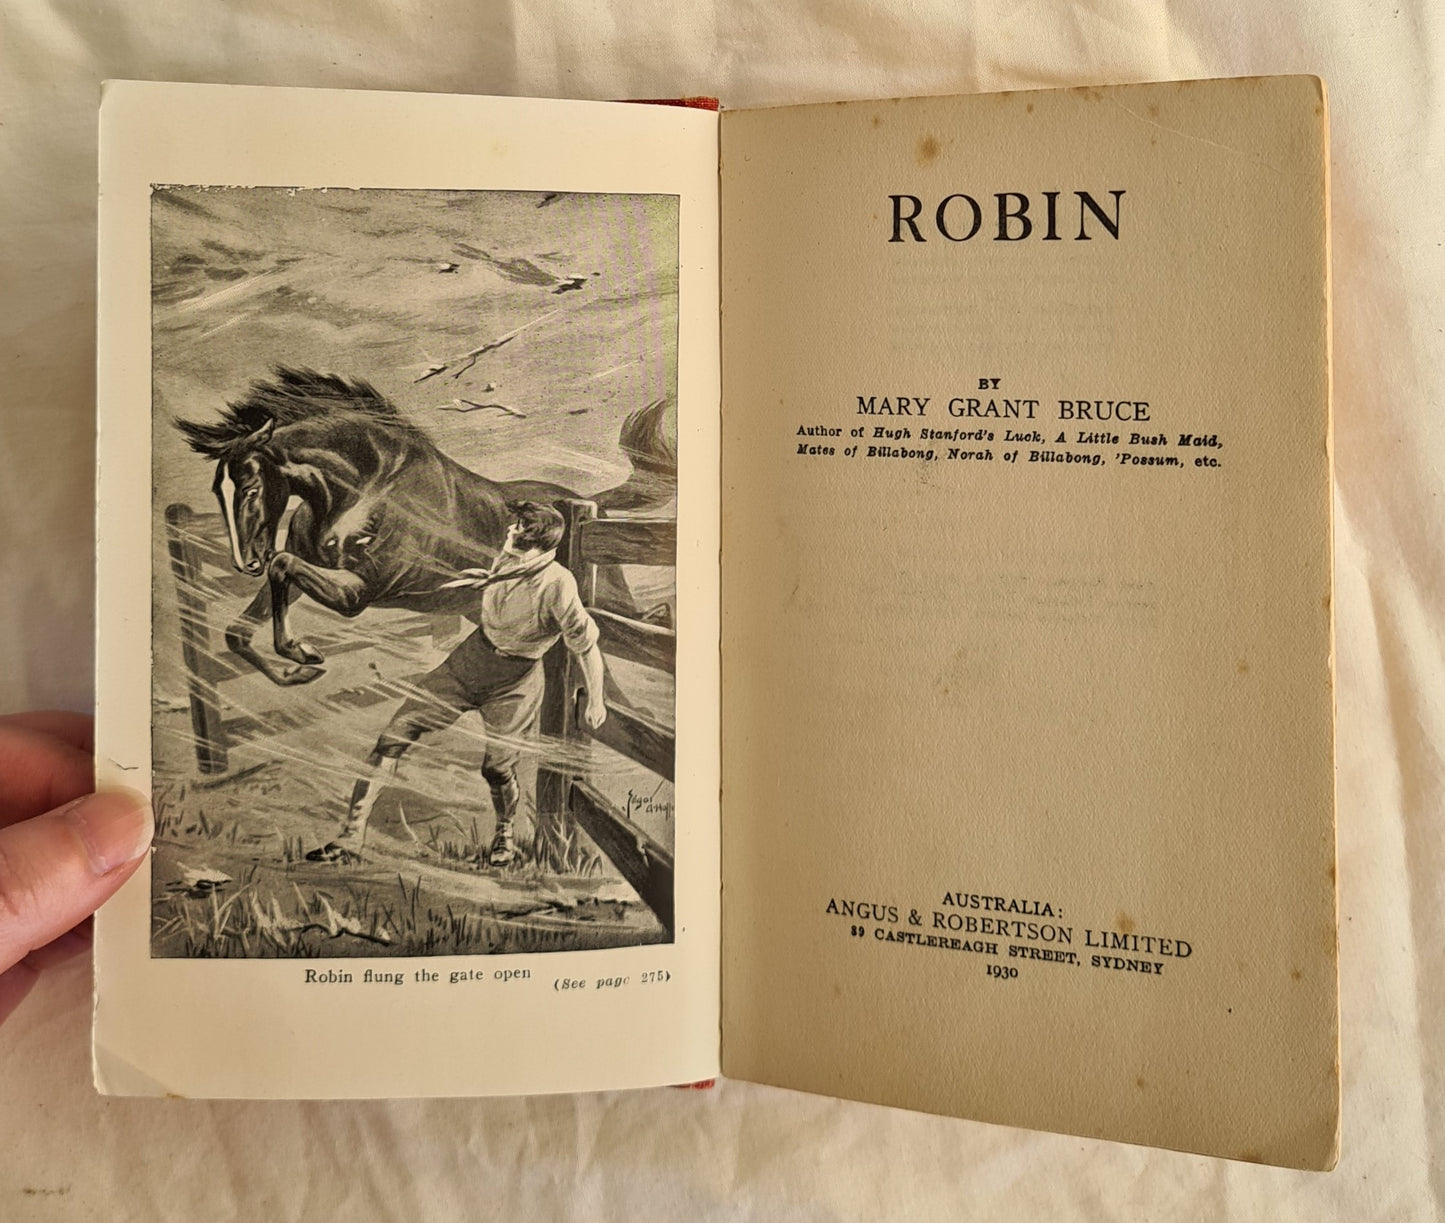 Edgar
A Holl
Robin flung the gate open
(See page 275)
ROBIN
BY
MARY GRANT BRUCE
Author of Hugh Stanford's Luck, A Little Bush Maid,
Mates of Billabong, Norah of Billabong, 'Possum, etc.
AUSTRALIA:
ANGUS & ROBERTSON LIMITED
89 CASTLEREAGH STREET, SYDNEY
1930